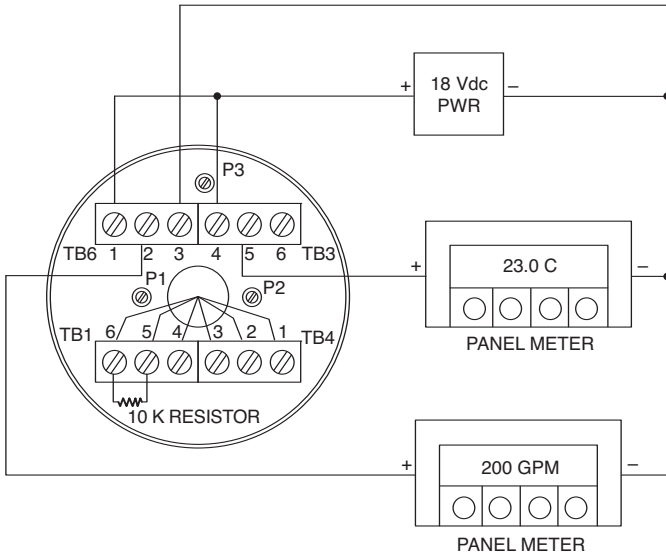 + 18 Vdc –
PWR
P3
TB6 1 2 3 4 5 6 TB3
+ 23.0 C –
P1 P2
PANEL METER
TB1 6 5 4 3 2 1 TB4
10 K RESISTOR
+ 200 GPM –
PANEL METER